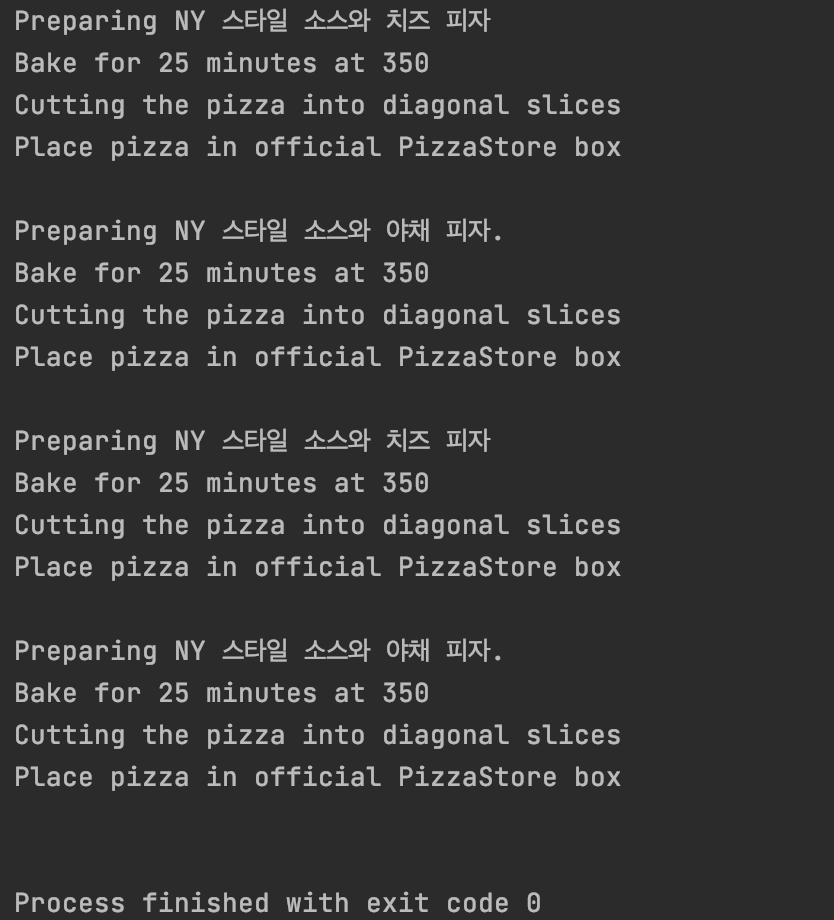 Preparing NY 스타일 소스와 치즈 피자
Bake for 25 minutes at 350
Cutting the pizza into diagonal slices
Place pizza in official PizzaStore box
Preparing NY 스타일 소스와 야채 피자.
Bake for 25 minutes at 350
Cutting the pizza into diagonal slices
Place pizza in official PizzaStore box
Preparing NY 스타일 소스와 치즈 피자
Bake for 25 minutes at 350
Cutting the pizza into diagonal slices
Place pizza in official PizzaStore box
Preparing NY 스타일 소스와 야채 피자.
Bake for 25 minutes at 350
Cutting the pizza into diagonal slices
Place pizza in official PizzaStore box
Process finished with exit code 0